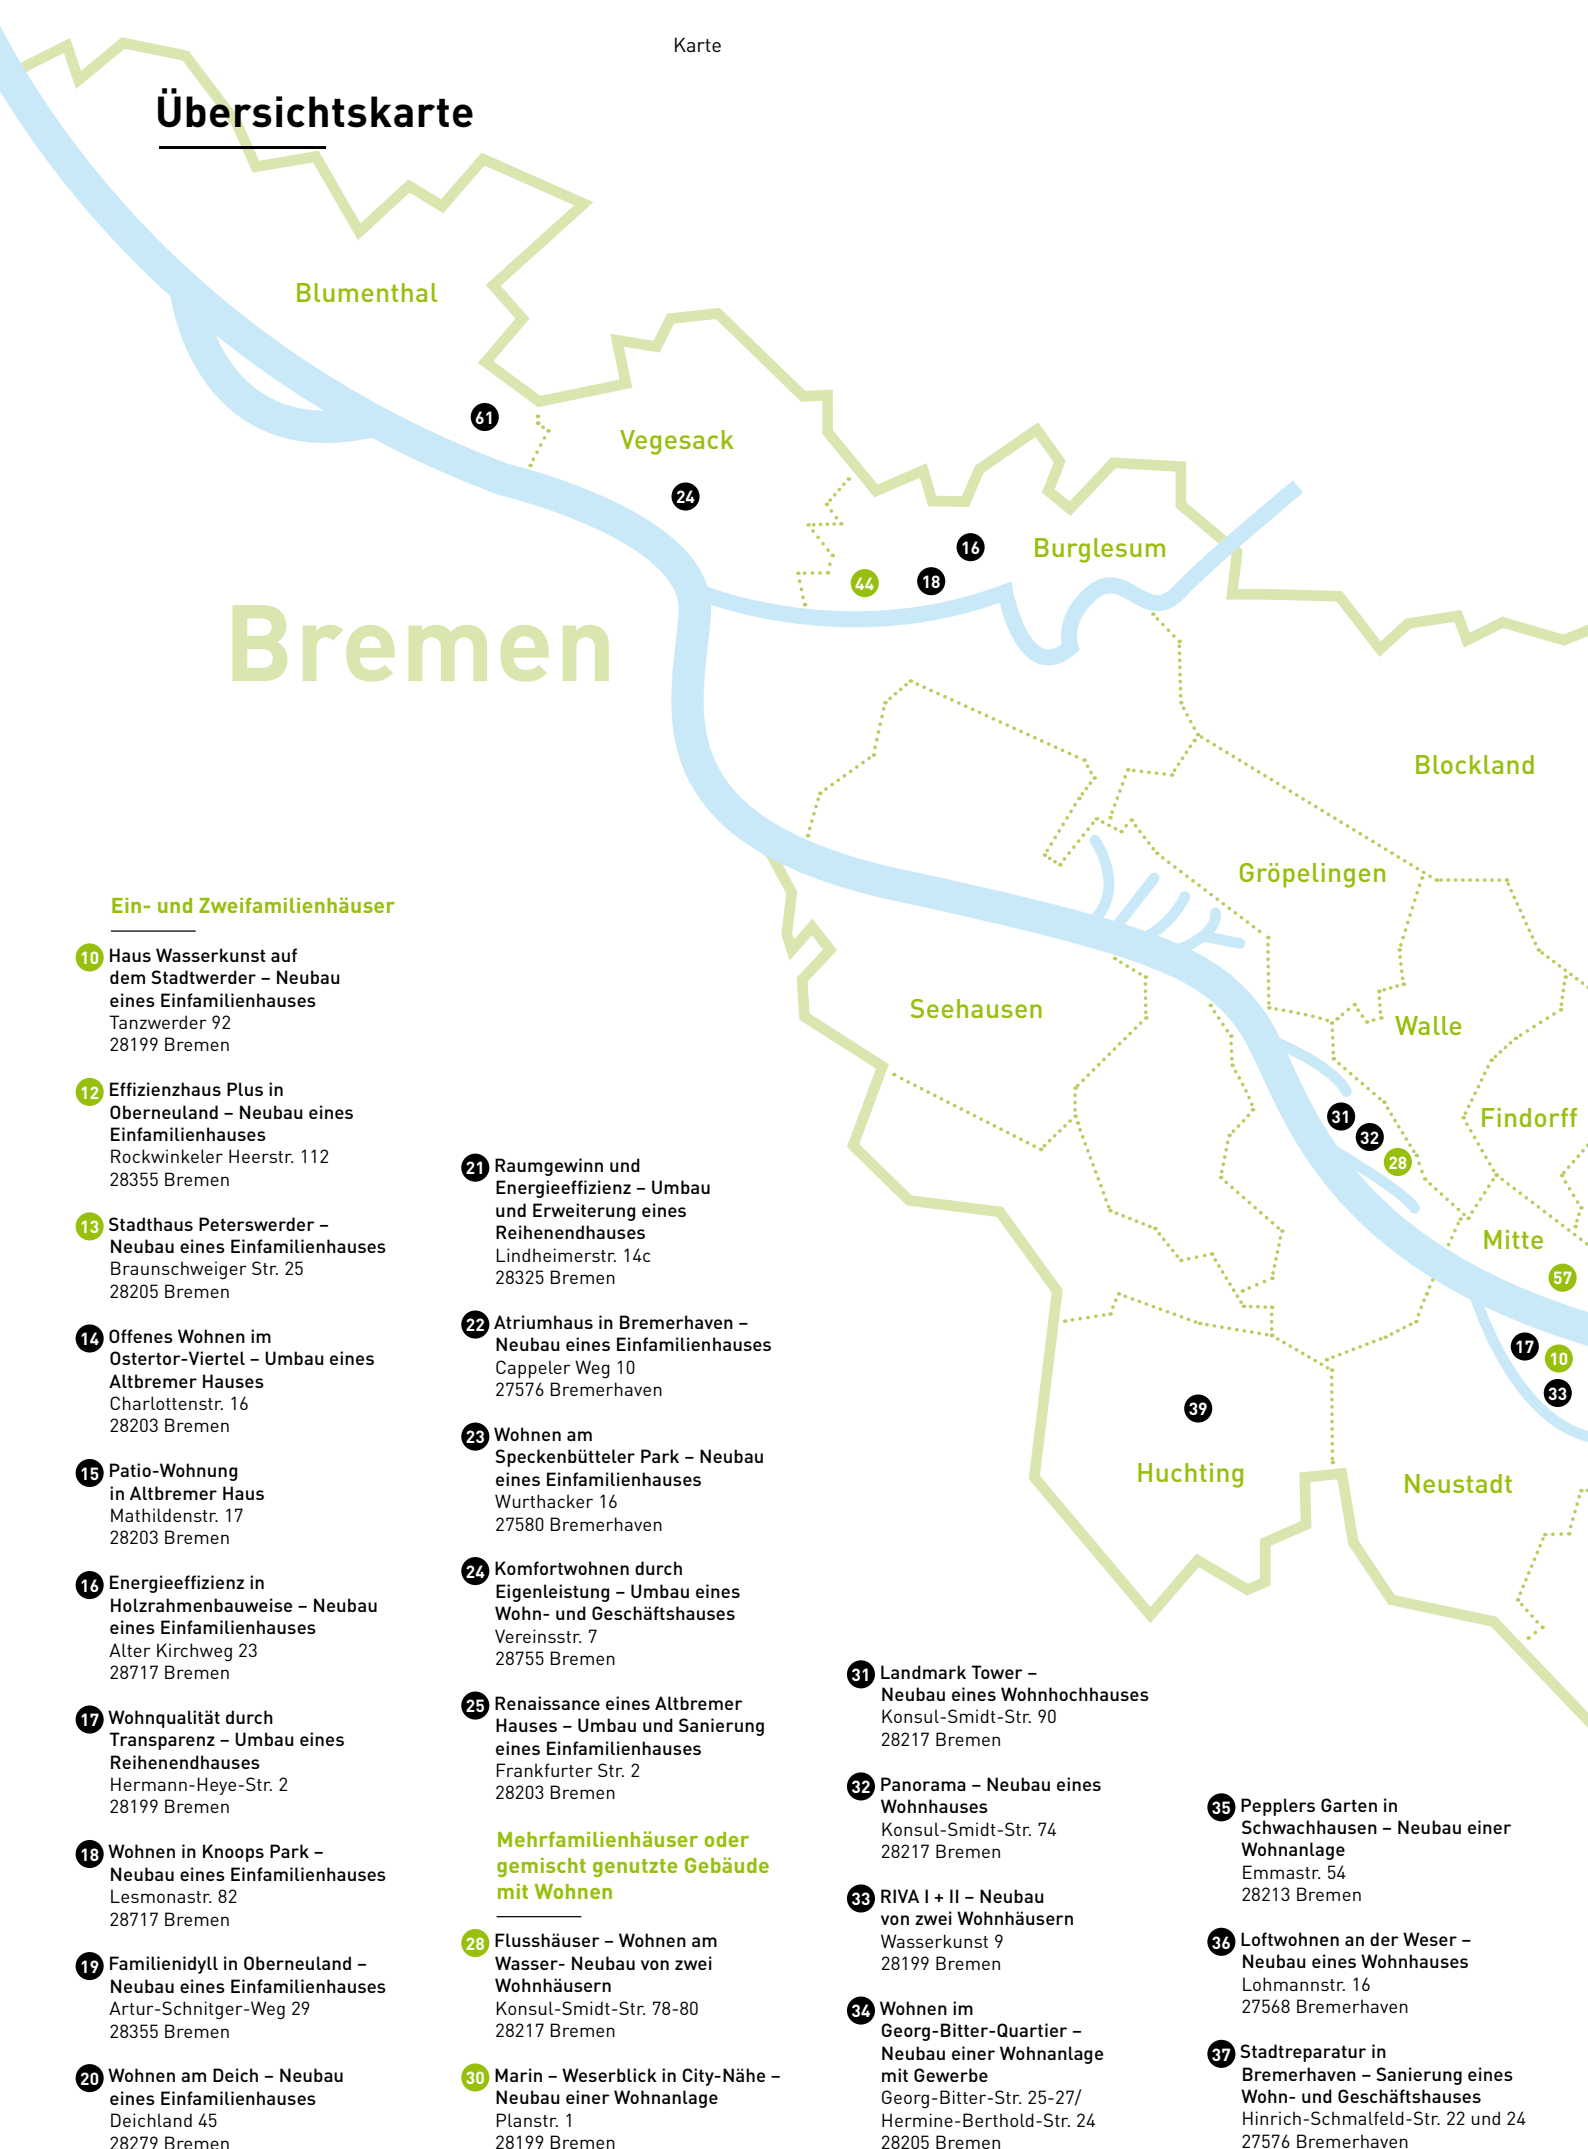 Karte
Übersichtskarte
Blumenthal
61
Vegesack
24
16
Burglesum
44
18
Bremen
Blockland
Gröpelingen
Seehausen
Walle
31
32
28
Findorff
Mitte
57
17
10
33
39
Huchting
Neustadt
Ein- und Zweifamilienhäuser
10 Haus Wasserkunst auf
dem Stadtwerder – Neubau
eines Einfamilienhauses
Tanzwerder 92
28199 Bremen
12 Effizienzhaus Plus in
Oberneuland – Neubau eines
Einfamilienhauses
Rockwinkeler Heerstr. 112
28355 Bremen
13 Stadthaus Peterswerder –
Neubau eines Einfamilienhauses
Braunschweiger Str. 25
28205 Bremen
14 Offenes Wohnen im
Ostertor-Viertel – Umbau eines
Altbremer Hauses
Charlottenstr. 16
28203 Bremen
15 Patio-Wohnung
in Altbremer Haus
Mathildenstr. 17
28203 Bremen
16 Energieeffizienz in
Holzrahmenbauweise – Neubau
eines Einfamilienhauses
Alter Kirchweg 23
28717 Bremen
17 Wohnqualität durch
Transparenz – Umbau eines
Reihenendhauses
Hermann-Heye-Str. 2
28199 Bremen
18 Wohnen in Knoops Park –
Neubau eines Einfamilienhauses
Lesmonastr. 82
28717 Bremen
19 Familienidyll in Oberneuland –
Neubau eines Einfamilienhauses
Artur-Schnitger-Weg 29
28355 Bremen
20 Wohnen am Deich – Neubau
eines Einfamilienhauses
Deichland 45
28279 Bremen
21 Raumgewinn und
Energieeffizienz – Umbau
und Erweiterung eines
Reihenendhauses
Lindheimerstr. 14c
28325 Bremen
22 Atriumhaus in Bremerhaven –
Neubau eines Einfamilienhauses
Cappeler Weg 10
27576 Bremerhaven
23 Wohnen am
Speckenbütteler Park – Neubau
eines Einfamilienhauses
Wurthacker 16
27580 Bremerhaven
24 Komfortwohnen durch
Eigenleistung – Umbau eines
Wohn- und Geschäftshauses
Vereinsstr. 7
28755 Bremen
25 Renaissance eines Altbremer
Hauses – Umbau und Sanierung
eines Einfamilienhauses
Frankfurter Str. 2
28203 Bremen
Mehrfamilienhäuser oder
gemischt genutzte Gebäude
mit Wohnen
28 Flusshäuser – Wohnen am
Wasser- Neubau von zwei
Wohnhäusern
Konsul-Smidt-Str. 78-80
28217 Bremen
30 Marin – Weserblick in City-Nähe –
Neubau einer Wohnanlage
Planstr. 1
28199 Bremen
31 Landmark Tower –
Neubau eines Wohnhochhauses
Konsul-Smidt-Str. 90
28217 Bremen
32 Panorama – Neubau eines
Wohnhauses
Konsul-Smidt-Str. 74
28217 Bremen
33 RIVA I + II – Neubau
von zwei Wohnhäusern
Wasserkunst 9
28199 Bremen
34 Wohnen im
Georg-Bitter-Quartier –
Neubau einer Wohnanlage
mit Gewerbe
Georg-Bitter-Str. 25-27/
Hermine-Berthold-Str. 24
28205 Bremen
35 Pepplers Garten in
Schwachhausen – Neubau einer
Wohnanlage
Emmastr. 54
28213 Bremen
36 Loftwohnen an der Weser –
Neubau eines Wohnhauses
Lohmannstr. 16
27568 Bremerhaven
37 Stadtreparatur in
Bremerhaven – Sanierung eines
Wohn- und Geschäftshauses
Hinrich-Schmalfeld-Str. 22 und 24
27576 Bremerhaven